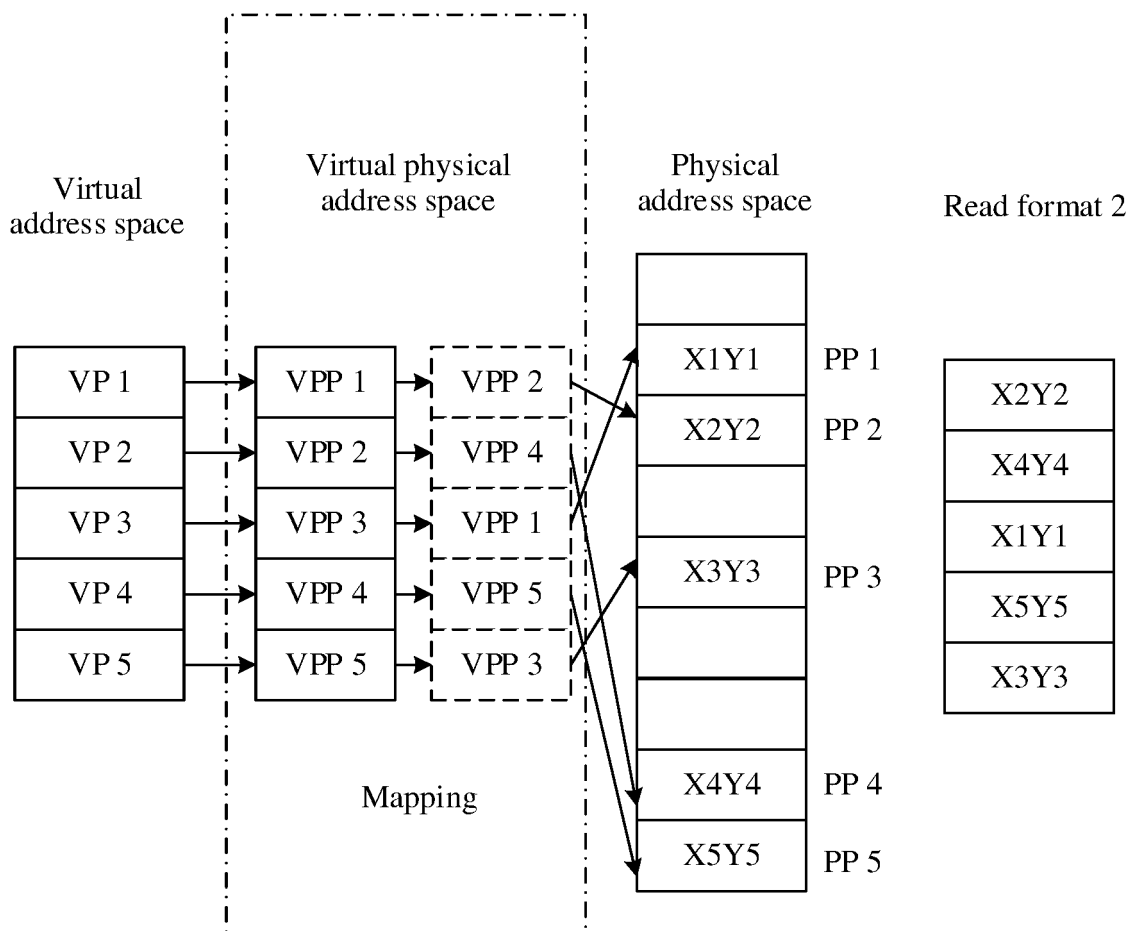 Virtual
address space
Virtual physical
address space
Physical
address space
Read format 2
VP 1
VP 2
VP 3
VP 4
VP 5
VPP 1
VPP 2
VPP 3
VPP 4
VPP 5
VPP 2
VPP 4
VPP 1
VPP 5
VPP 3
Mapping
X1Y1
PP 1
X2Y2
PP 2
X3Y3
PP 3
X4Y4
PP 4
X5Y5
PP 5
X2Y2
X4Y4
X1Y1
X5Y5
X3Y3